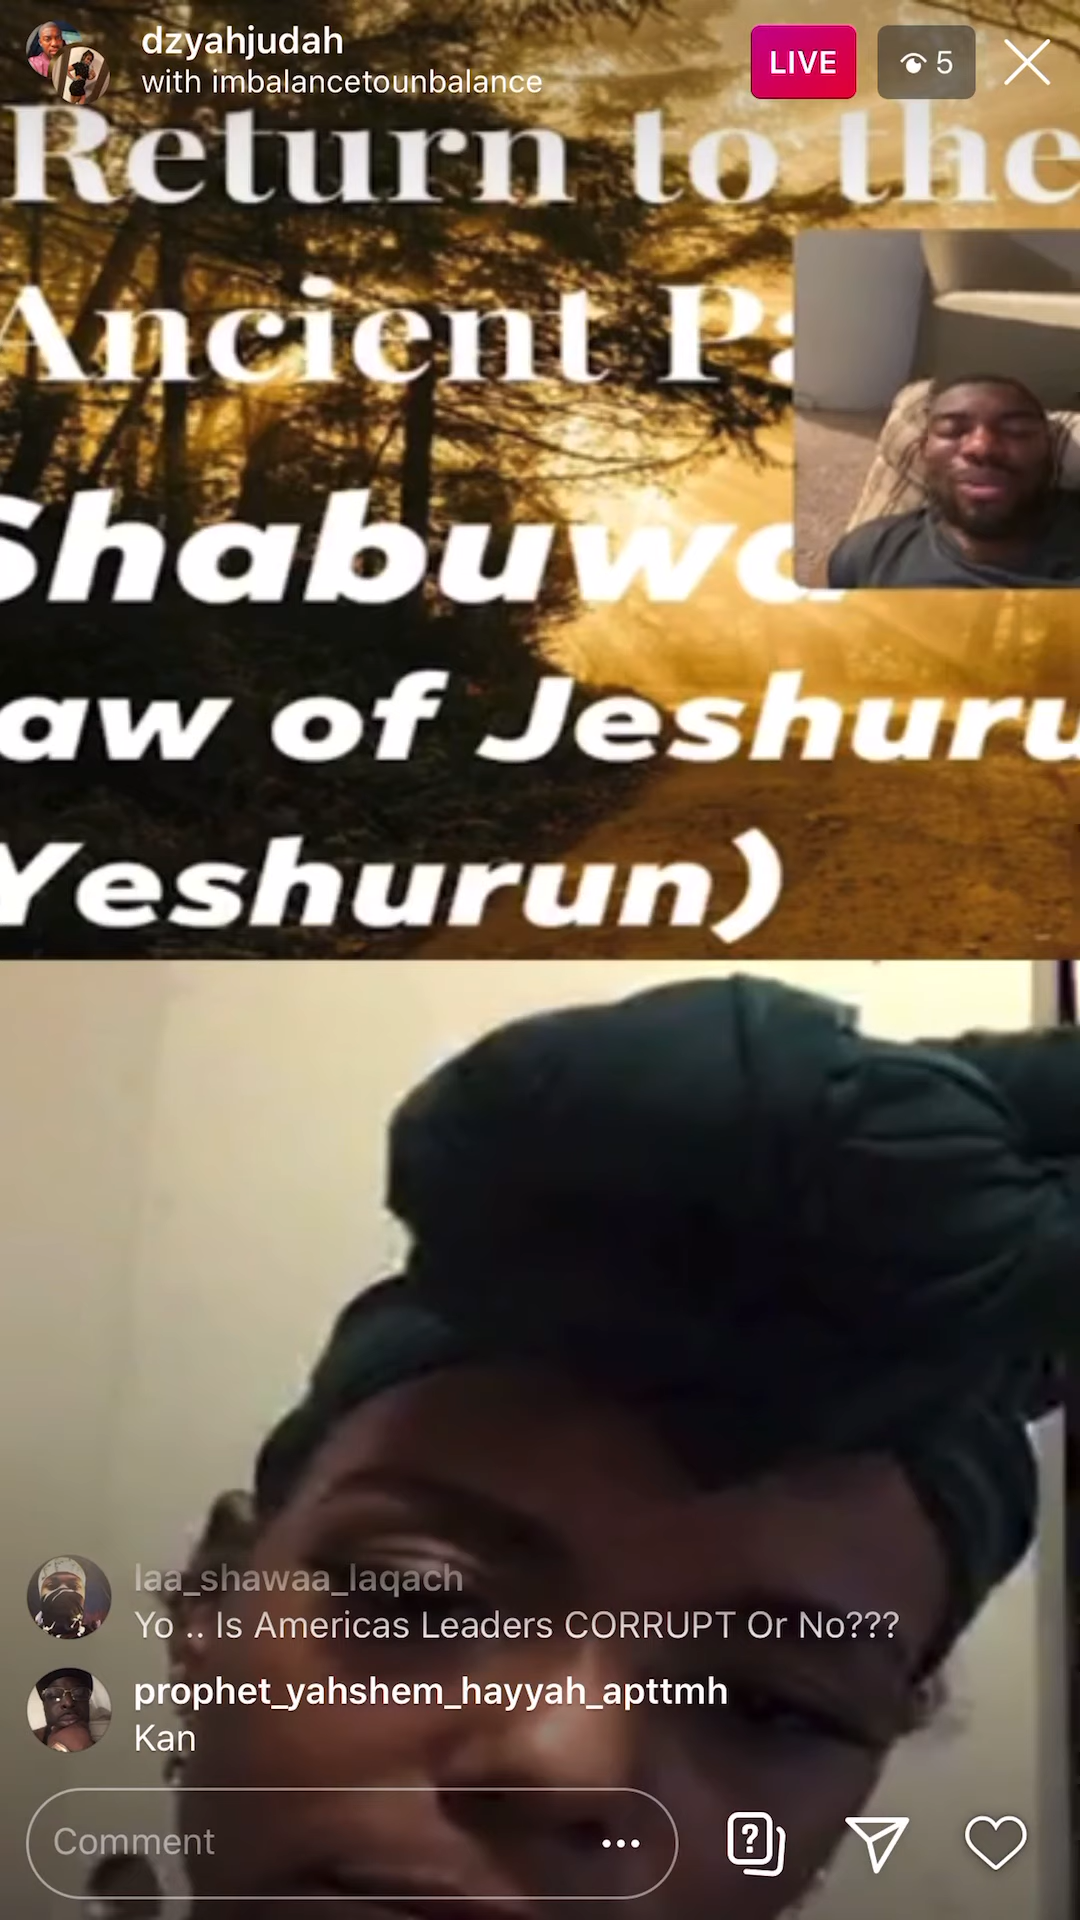 dzyahjudah
with imbalancetounbalance
LIVE
5
Return to the
Ancient
Shabuwa
aw of Jeshuru
Yeshurun)
laa_shawaa_laqach
Yo .. Is Americas Leaders CORRUPT Or No???
prophet_yahshem_hayyah_apttmh
Kan
Comment